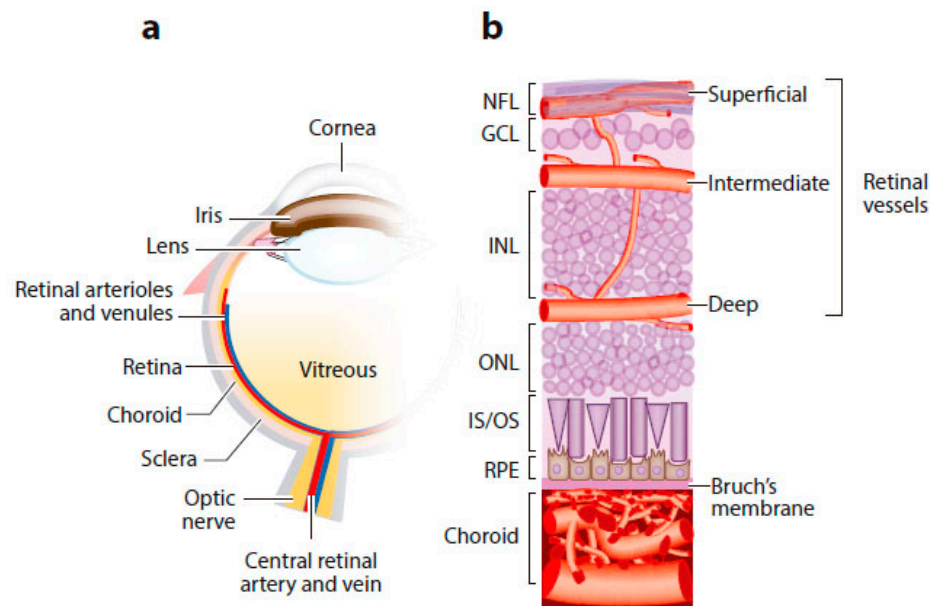 a
Cornea
Iris
Lens
Retinal arterioles
and venules
Vitreous
Retina
Choroid
Sclera
Optic
nerve
Central retinal
artery and vein
b
NFL
GCL
INL
ONL
IS/OS
RPE
Choroid
Superficial
Intermediate
Deep
Retinal
vessels
Bruch's
membrane